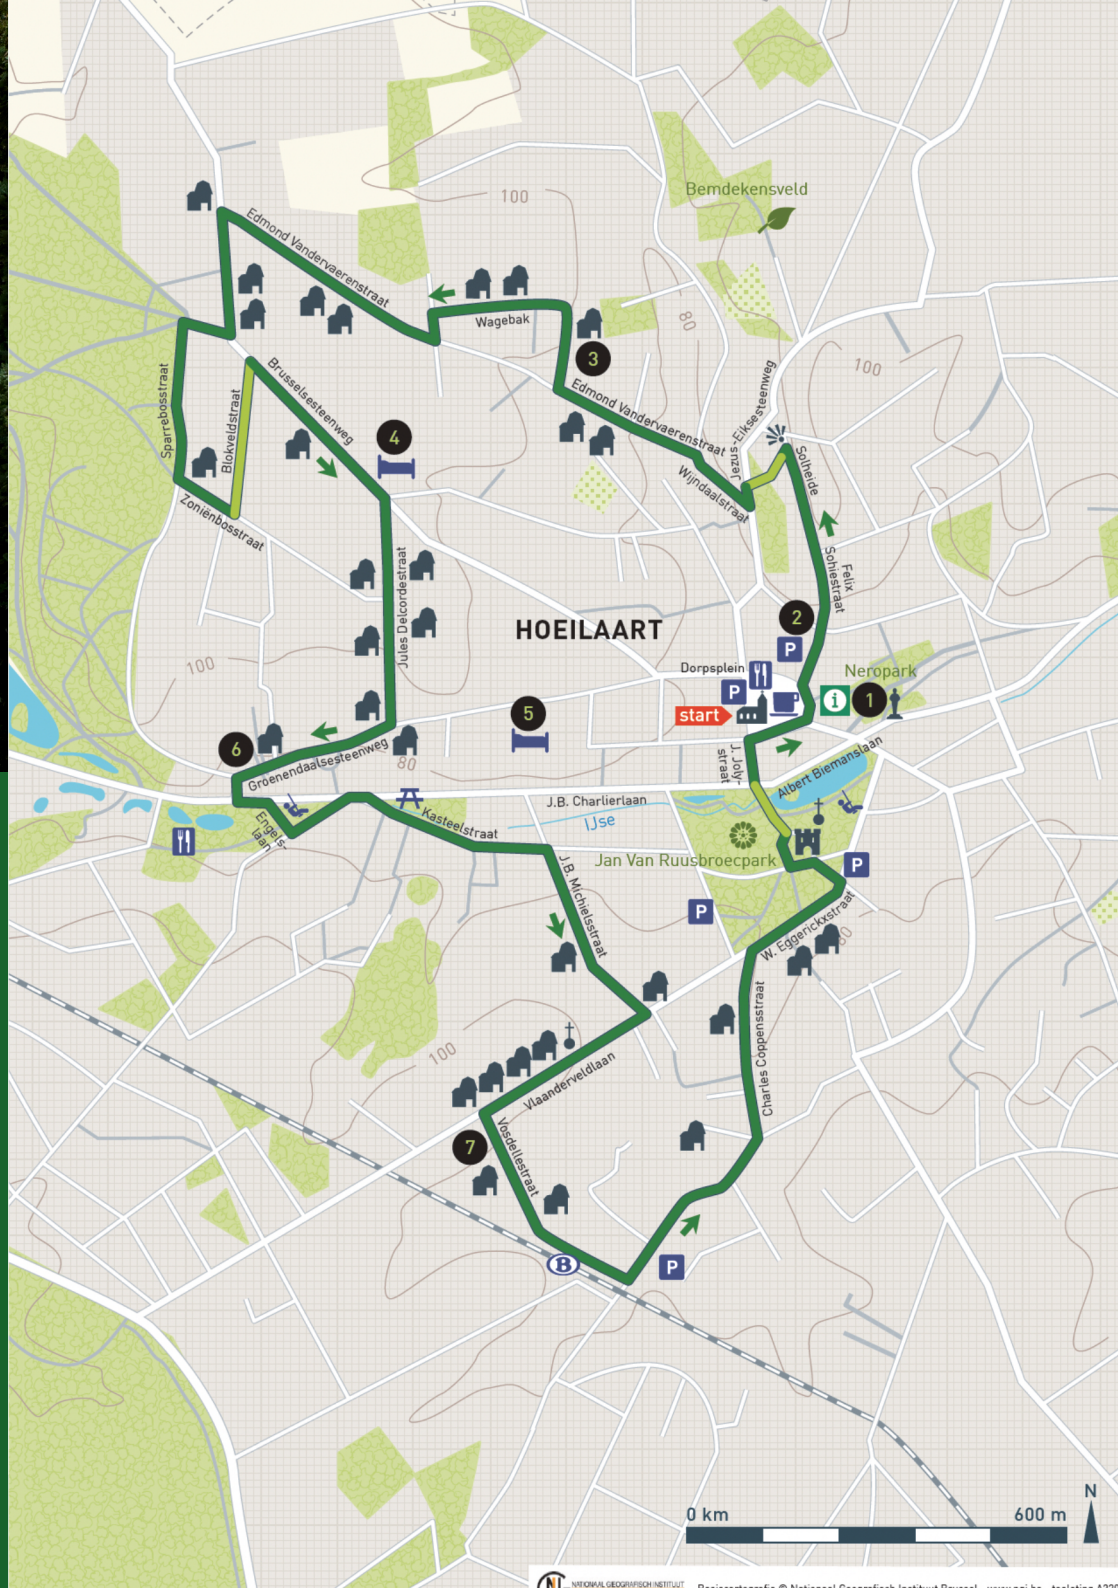 Bemdekensveld
100
Edmond Vandervaerenstraat
Wagebak
80
3
100
Jezus-Eiksesteenweg
Edmond Vandervaerenstraat
Brusselsesteenweg
Sparrebosstraat
Blokveldstraat
4
Solheide
Wijndaalstraat
Zoniënbosstraat
Felix
Sohiestraat
Jules Delcordestraat
2
HOEILAART
P
100
Dorpsplein
Neropark
P
i
1
start
5
6
Groenendaalsesteenweg
80
J. Joly-
straat
Albert Biemanslaan
J.B. Charlierlaan
IJse
Engels-
laan
Kasteelstraat
Jan Van Ruusbroecpark
P
J.B. Michielsstraat
P
W. Eggerickxstraat
80
Charles Coppensstraat
100
Vlaanderveldlaan
7
Vosdellestraat
B
P
N
0 km
600 m
NATIONAAL GEOGRAFISCH INSTITUUT